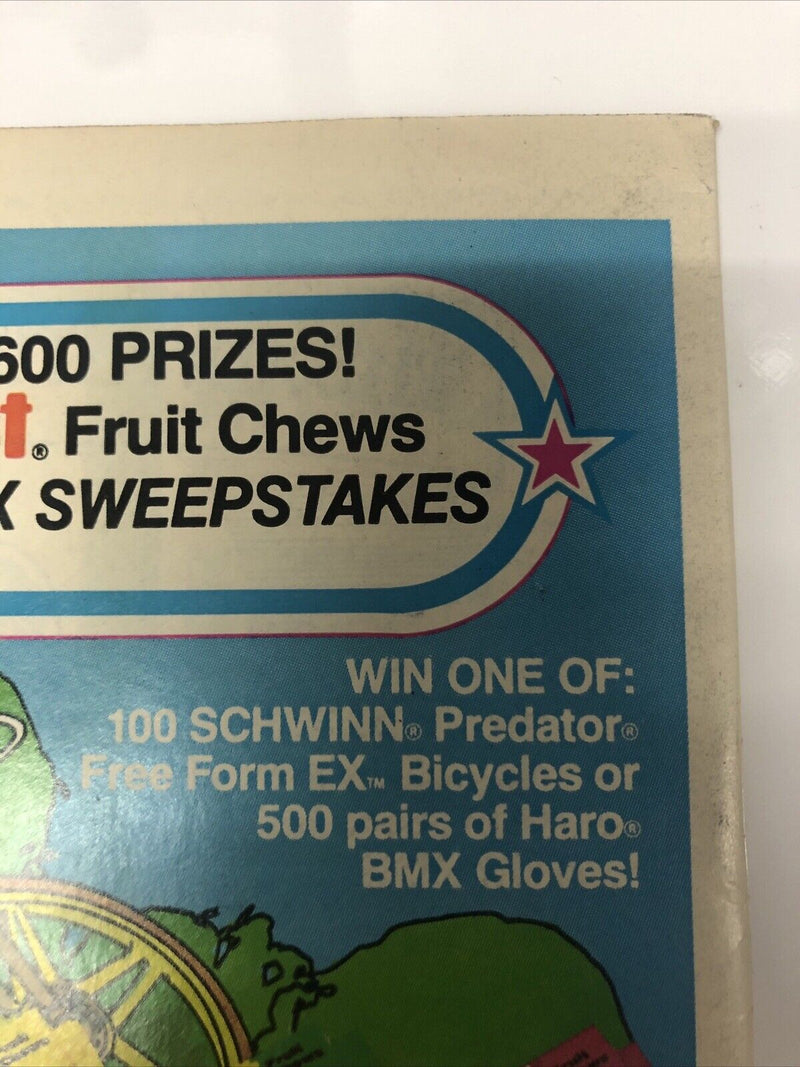 600 PRIZES!
t® Fruit Chews
X SWEEPSTAKES
WIN ONE OF:
100 SCHWINN® Predator®
Free Form EX™ Bicycles or
500 pairs of Haro®
BMX Gloves!